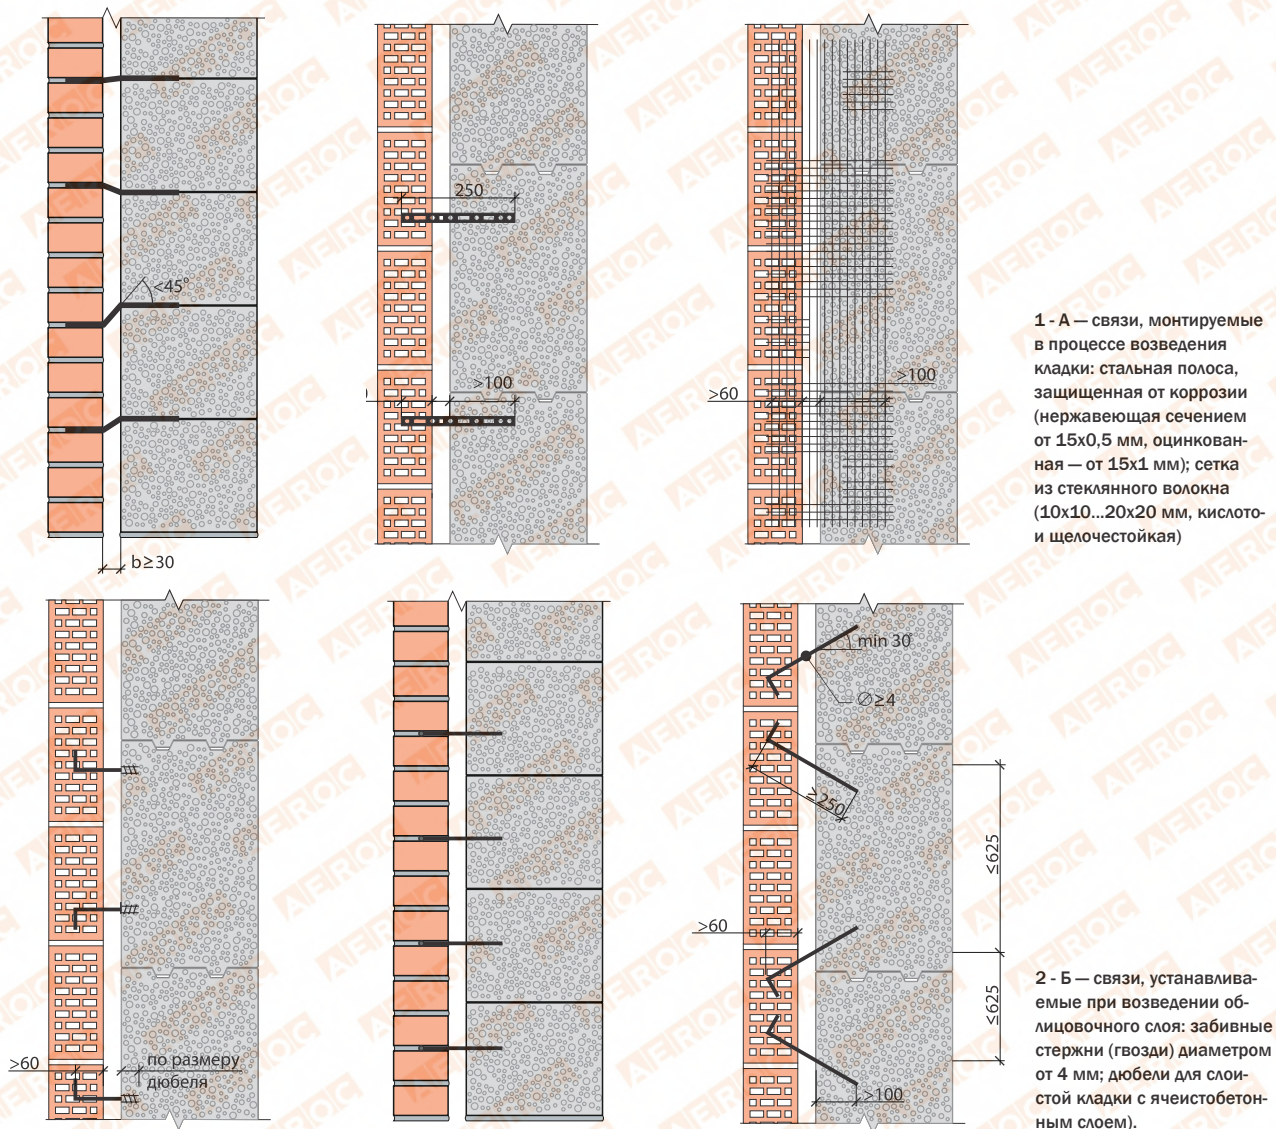 250
<45°
>100
>60
>100
b≥30
1 - А — связи, монтируемые
в процессе возведения
кладки: стальная полоса,
защищенная от коррозии
(нержавеющая сечением
от 15х0,5 мм, оцинкован-
ная — от 15х1 мм); сетка
из стеклянного волокна
(10х10...20х20 мм, кислото-
и щелочестойкая)
min 30
∅≥4
≥250
≤625
>60
≤625
>60
по размеру
дюбеля
>100
2 - Б — связи, устанавлива-
емые при возведении об-
лицовочного слоя: забивные
стержни (гвозди) диаметром
от 4 мм; дюбели для слои-
стой кладки с ячеистобетон-
ным слоем).
AEROC